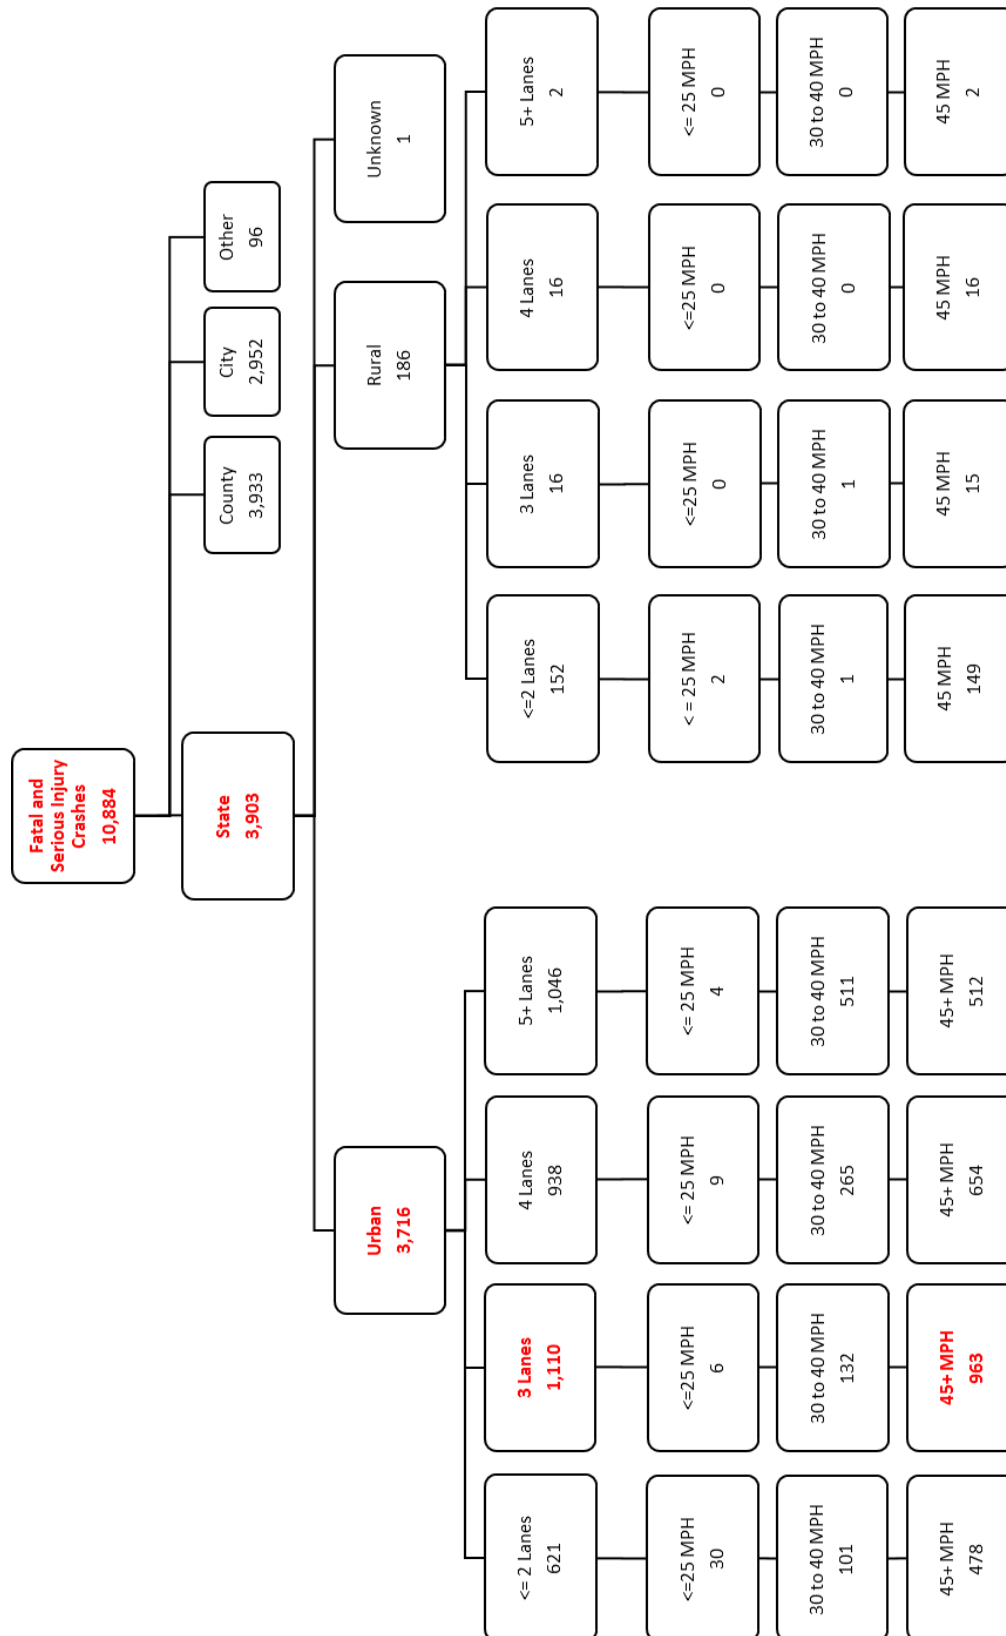 Fatal and
Serious Injury
Crashes
10,884
State
3,903
County
3,933
City
2,952
Other
96
Urban
3,716
Rural
186
Unknown
1
<= 2 Lanes
621
3 Lanes
1,110
4 Lanes
938
5+ Lanes
1,046
<=2 Lanes
152
3 Lanes
16
4 Lanes
16
5+ Lanes
2
<=25 MPH
30
<=25 MPH
6
<= 25 MPH
9
<= 25 MPH
4
< = 25 MPH
2
<=25 MPH
0
<=25 MPH
0
<= 25 MPH
0
30 to 40 MPH
101
30 to 40 MPH
132
30 to 40 MPH
265
30 to 40 MPH
511
30 to 40 MPH
1
30 to 40 MPH
1
30 to 40 MPH
0
30 to 40 MPH
0
45+ MPH
478
45+ MPH
963
45+ MPH
654
45+ MPH
512
45 MPH
149
45 MPH
15
45 MPH
16
45 MPH
2